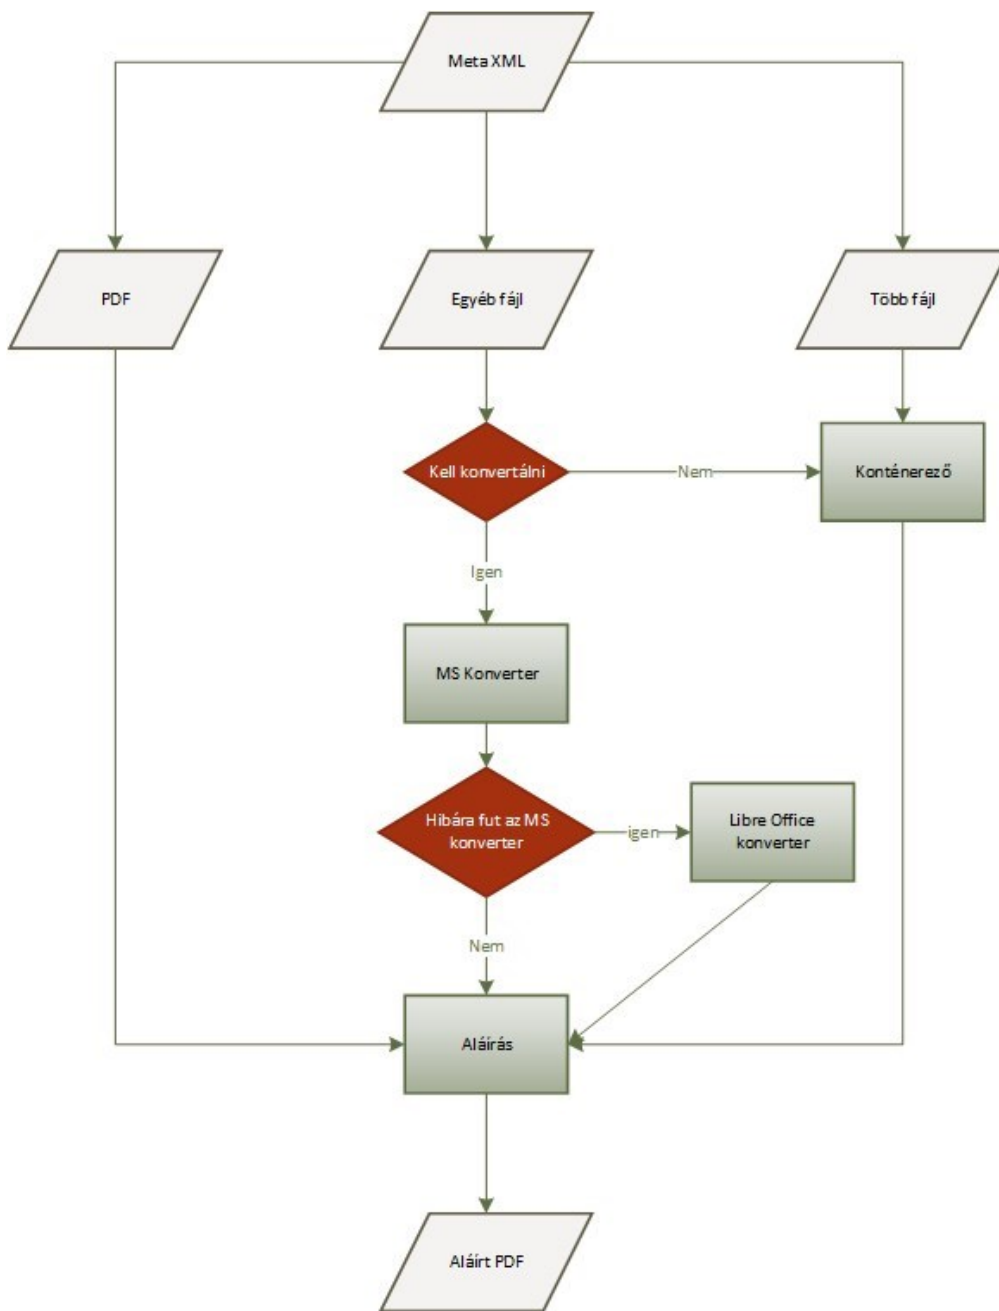 Meta XML
PDF
Egyéb fájl
Több fájl
Kell konvertálni
Nem
Konténerező
Igen
MS Konverter
Hibára fut az MS
konverter
igen
Libre Office
konverter
Nem
Aláírás
Aláírt PDF